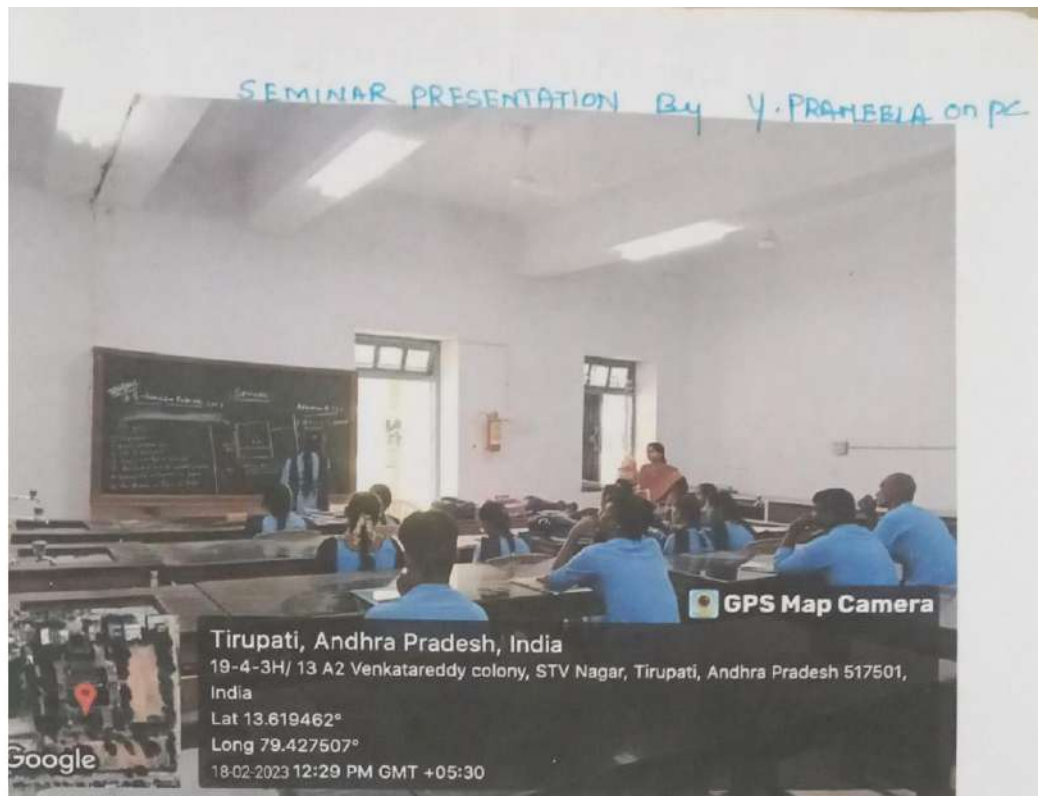 SEMINAR PRESENTATION By Y. PRAMEELA on PC
GPS Map Camera
Tirupati, Andhra Pradesh, India
19-4-3H/ 13 A2 Venkatareddy colony, STV Nagar, Tirupati, Andhra Pradesh 517501,
India
Lat 13.619462°
Long 79.427507°
18-02-2023 12:29 PM GMT +05:30
Google